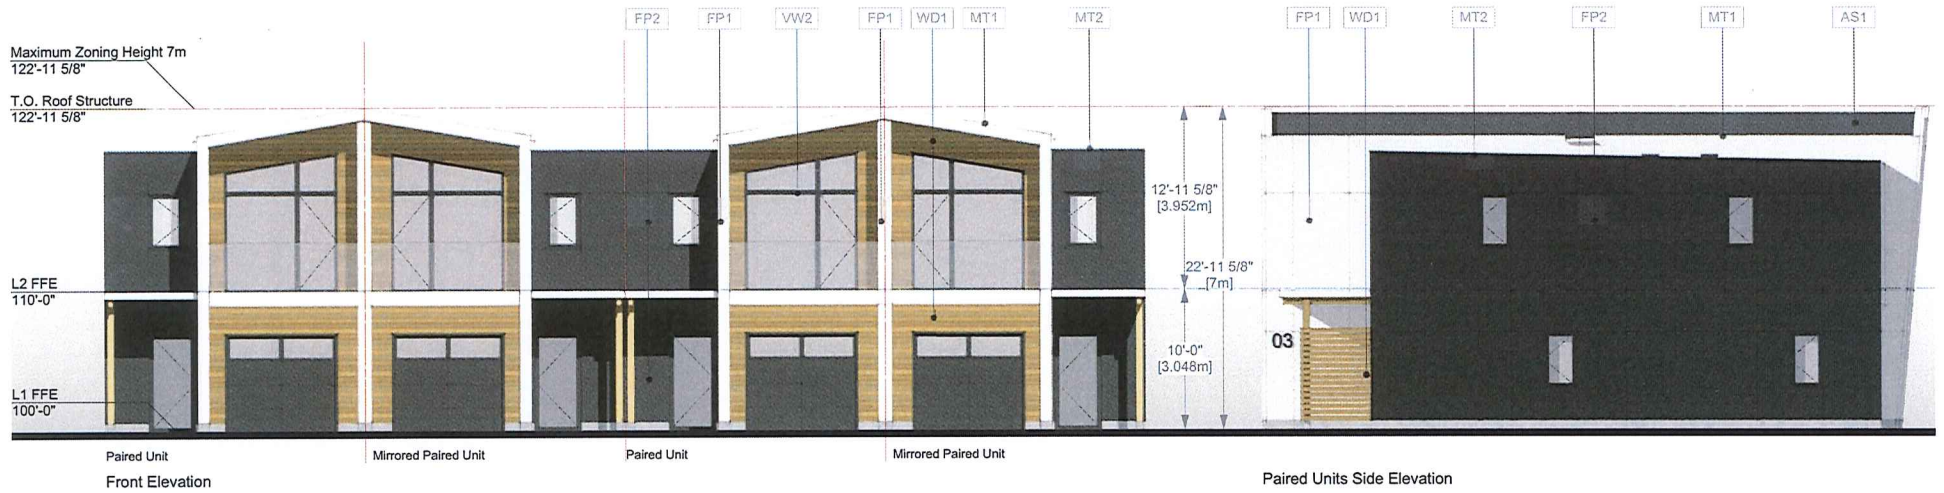 FP2 FP1 VW2 FP1 WD1 MT1 MT2 FP1 WD1 MT2 FP2 MT1 AS1
Maximum Zoning Height 7m
122'-11 5/8"
T.O. Roof Structure
122'-11 5/8"
12'-11 5/8"
[3.952m]
22'-11 5/8"
[7m]
L2 FFE
110'-0"
10'-0"
[3.048m]
03
L1 FFE
100'-0"
Paired Unit Mirrored Paired Unit Paired Unit Mirrored Paired Unit
Front Elevation
Paired Units Side Elevation